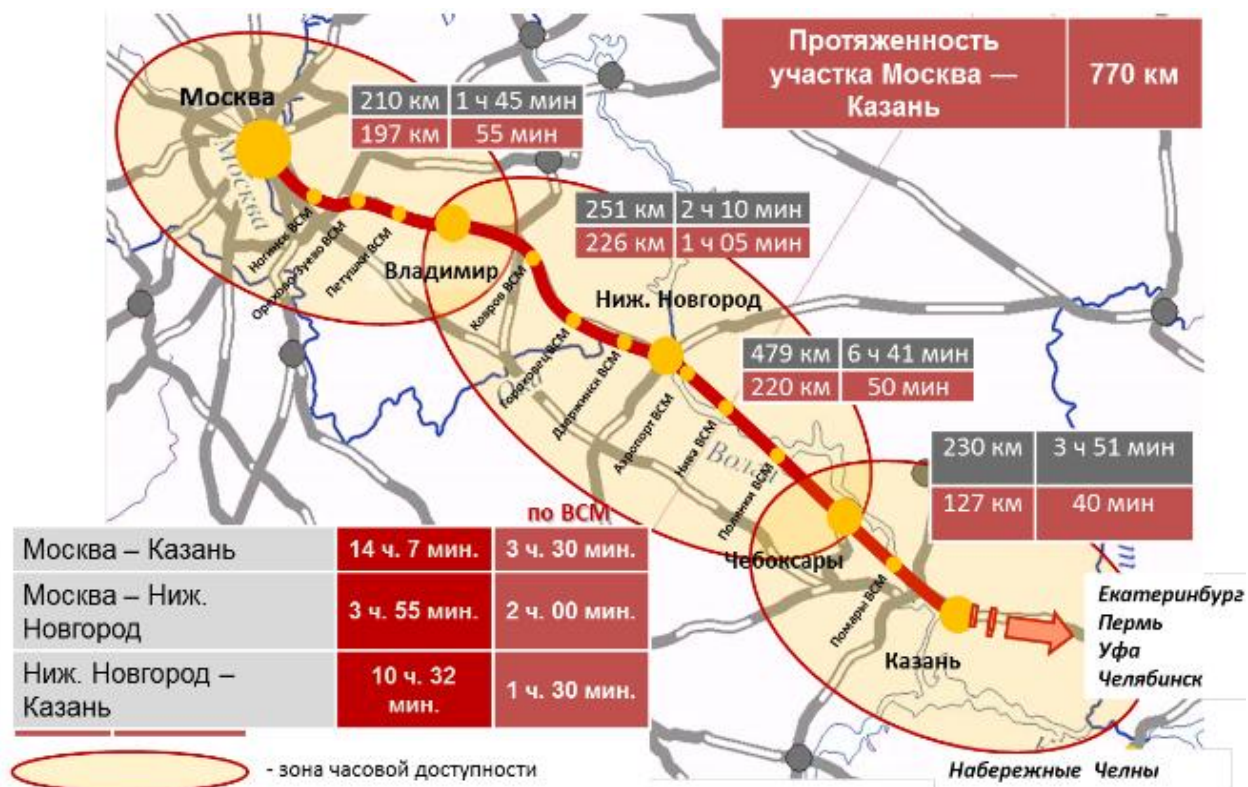 Протяженность
участка Москва —
Казань
770 км
Москва
210 км 1 ч 45 мин
197 км 55 мин
Москва
251 км 2 ч 10 мин
226 км 1 ч 05 мин
Ногинск ВСМ
Орехово-Зуево ВСМ
Петушки ВСМ
Владимир
Ковров ВСМ
Ниж. Новгород
479 км 6 ч 41 мин
220 км 50 мин
Гороховец ВСМ
Дзержинск ВСМ
Ока
Аэропорт ВСМ
Нива ВСМ
Волга
Полянки ВСМ
230 км 3 ч 51 мин
127 км 40 мин
Чебоксары
Помары ВСМ
Казань
по ВСМ
Москва – Казань 14 ч. 7 мин. 3 ч. 30 мин.
Москва – Ниж.
Новгород
3 ч. 55 мин. 2 ч. 00 мин.
Ниж. Новгород –
Казань
10 ч. 32
мин.
1 ч. 30 мин.
Екатеринбург
Пермь
Уфа
Челябинск
Набережные Челны
- зона часовой доступности